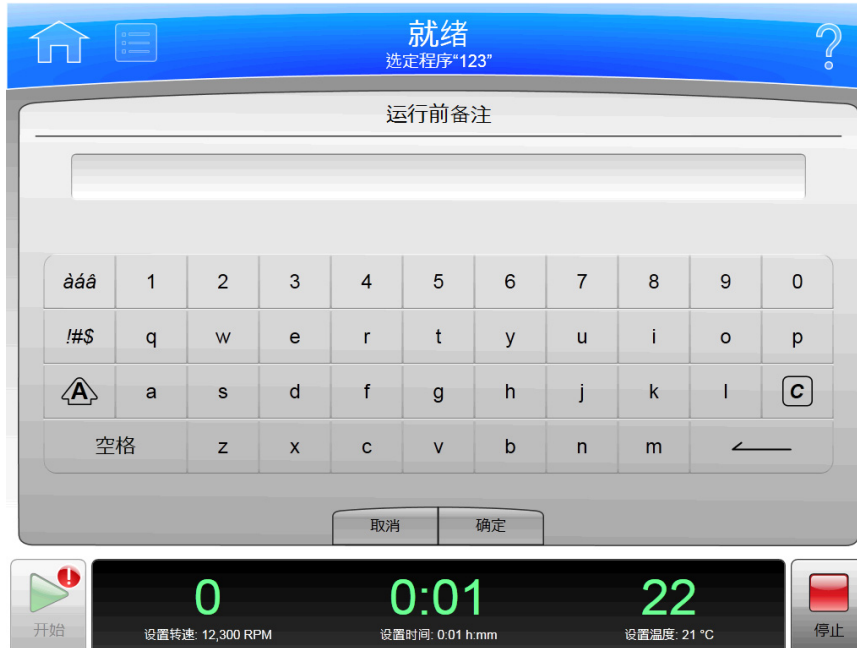 就绪
选定程序“123”
运行前备注
àáâ 1 2 3 4 5 6 7 8 9 0
!#$ q w e r t y u i o p
A a s d f g h j k l C
空格 z x c v b n m
取消 确定
0 0:01 22
开始 设置转速: 12,300 RPM 设置时间: 0:01 h:mm 设置温度: 21 °C 停止